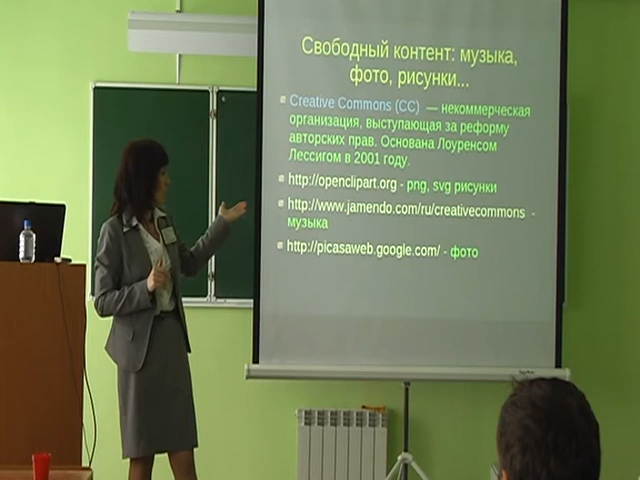 Свободный контент: музыка,
фото, рисунки...
Creative Commons (CC) — некоммерческая
организация, выступающая за реформу
авторских прав. Основана Лоуренсом
Лессигом в 2001 году.
http://openclipart.org - png, svg рисунки
http://www.jamendo.com/ru/creativecommons -
музыка
http://picasaweb.google.com/ - фото